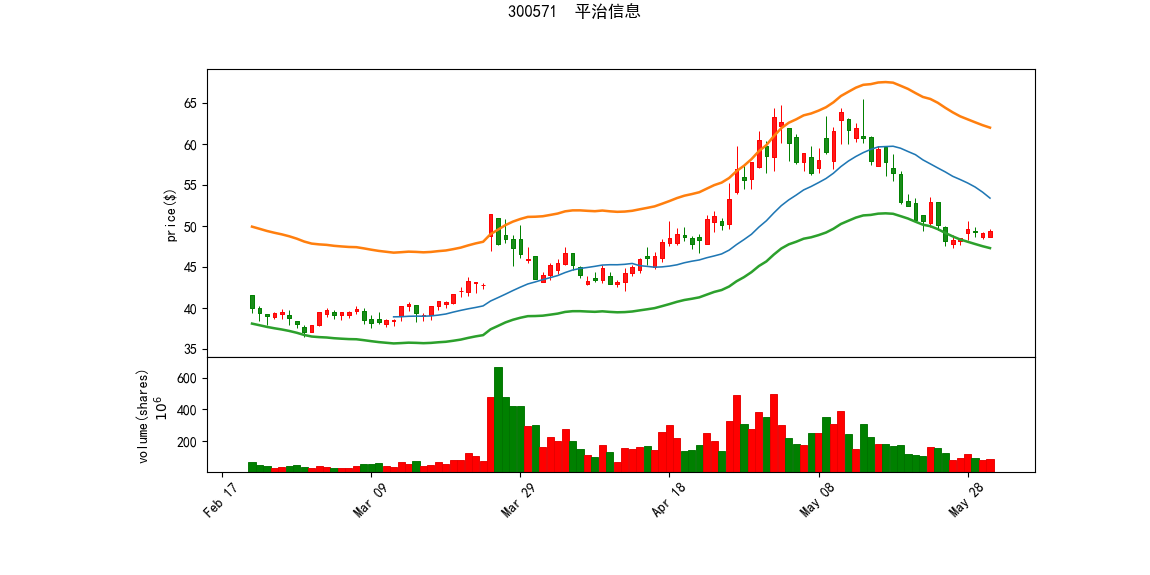 300571  平治信息
price($)
65
60
55
50
45
40
35
volume(shares)
10^6
600
400
200
Feb 17
Mar 09
Mar 29
Apr 18
May 08
May 28